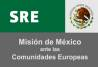 SRE
Misión de México
ante las
Comunidades Europeas